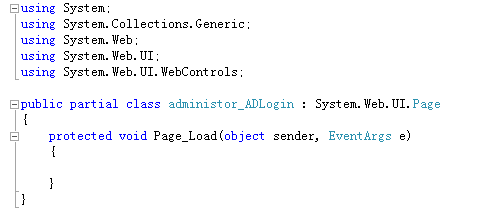 using System;
using System.Collections.Generic;
using System.Web;
using System.Web.UI;
using System.Web.UI.WebControls;
public partial class administor_ADLogin : System.Web.UI.Page
{
protected void Page_Load(object sender, EventArgs e)
{
}
}